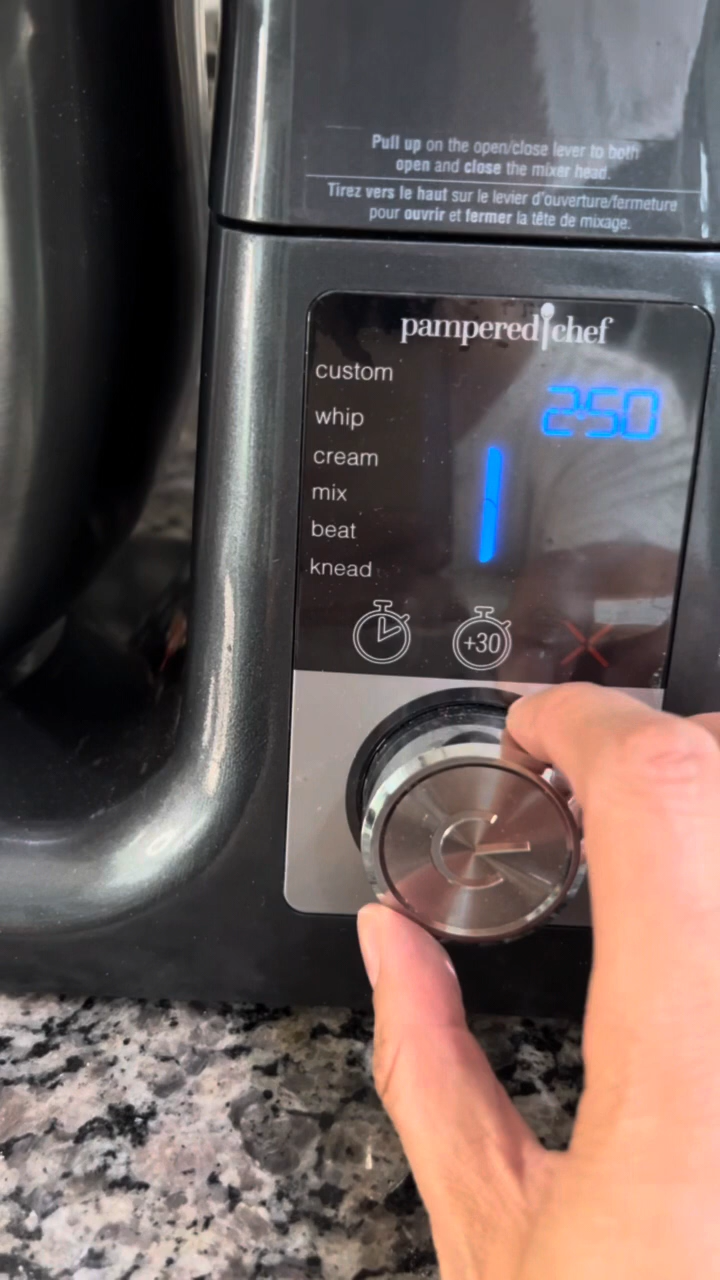 Pull up on the open/close lever to both
open and close the mixer head.
Tirez vers le haut sur le levier d'ouverture/fermeture
pour ouvrir et fermer la tête de mixage.
pampered chef
custom
whip
2:50
cream
1
mix
beat
knead
+30